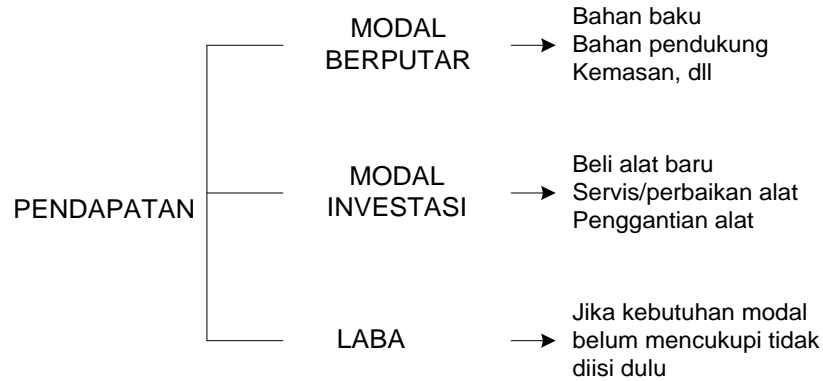 PENDAPATAN
MODAL
BERPUTAR
Bahan baku
Bahan pendukung
Kemasan, dll
MODAL
INVESTASI
Beli alat baru
Servis/perbaikan alat
Penggantian alat
LABA
Jika kebutuhan modal
belum mencukupi tidak
diisi dulu